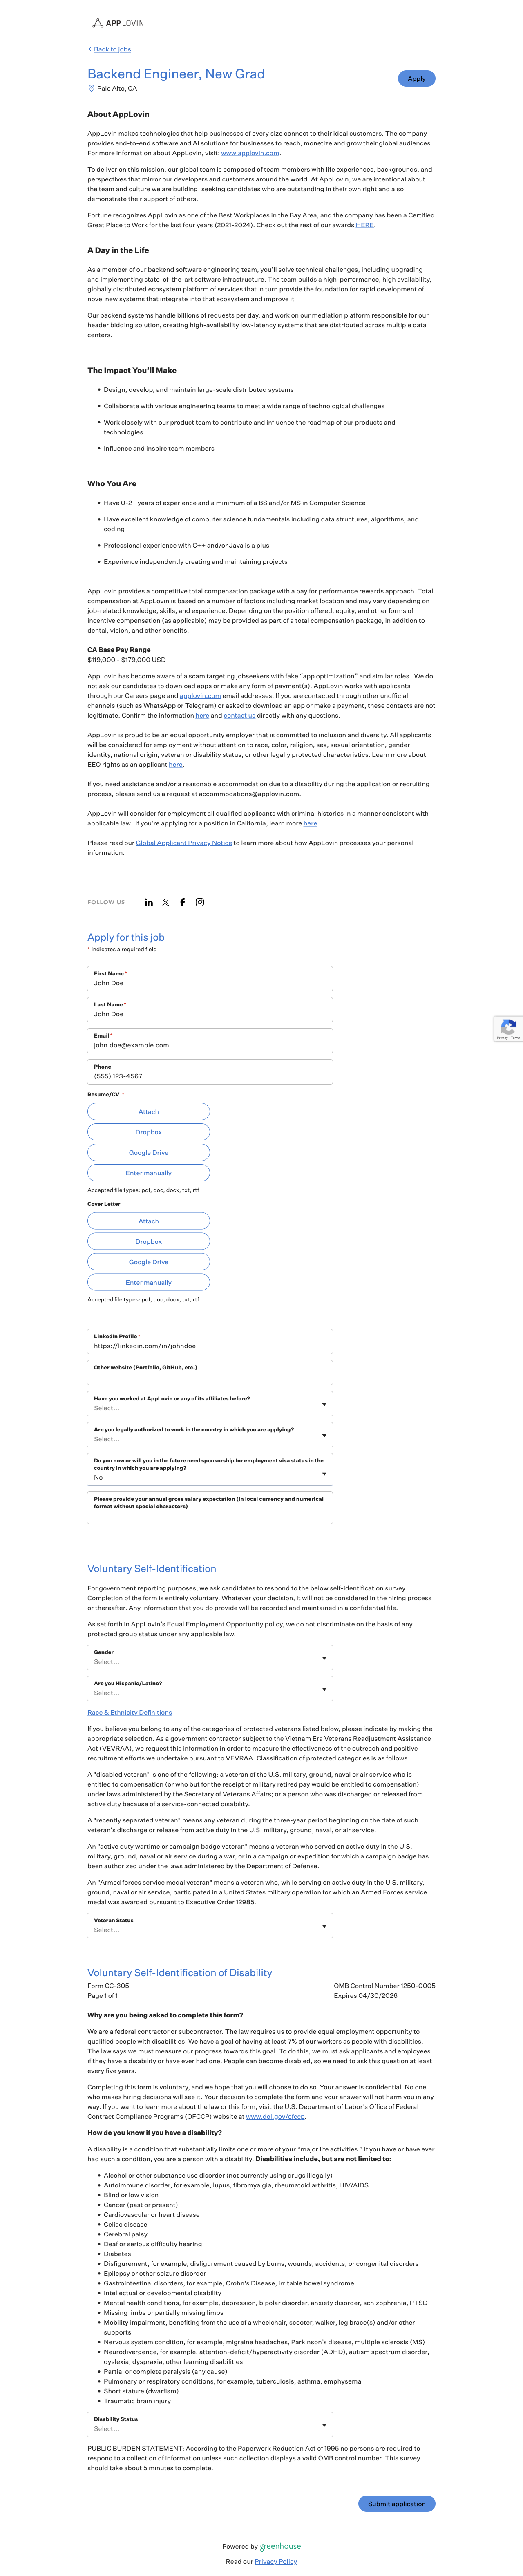 APPLOVIN
Back to jobs
Backend Engineer, New Grad
Apply
Palo Alto, CA
About AppLovin
AppLovin makes technologies that help businesses of every size connect to their ideal customers. The company
provides end-to-end software and AI solutions for businesses to reach, monetize and grow their global audiences.
For more information about AppLovin, visit: www.applovin.com.
To deliver on this mission, our global team is composed of team members with life experiences, backgrounds, and
perspectives that mirror our developers and customers around the world. At AppLovin, we are intentional about
the team and culture we are building, seeking candidates who are outstanding in their own right and also
demonstrate their support of others.
Fortune recognizes AppLovin as one of the Best Workplaces in the Bay Area, and the company has been a Certified
Great Place to Work for the last four years (2021-2024). Check out the rest of our awards HERE.
A Day in the Life
As a member of our backend software engineering team, you'll solve technical challenges, including upgrading
and implementing state-of-the-art software infrastructure. The team builds a high-performance, high availability,
globally distributed ecosystem platform of services that in turn provide the foundation for rapid development of
novel new systems that integrate into that ecosystem and improve it
Our backend systems handle billions of requests per day, and work on our mediation platform responsible for our
header bidding solution, creating high-availability low-latency systems that are distributed across multiple data
centers.
The Impact You'll Make
• Design, develop, and maintain large-scale distributed systems
• Collaborate with various engineering teams to meet a wide range of technological challenges
• Work closely with our product team to contribute and influence the roadmap of our products and
technologies
• Influence and inspire team members
Who You Are
• Have 0-2+ years of experience and a minimum of a BS and/or MS in Computer Science
• Have excellent knowledge of computer science fundamentals including data structures, algorithms, and
coding
• Professional experience with C++ and/or Java is a plus
• Experience independently creating and maintaining projects
AppLovin provides a competitive total compensation package with a pay for performance rewards approach. Total
compensation at AppLovin is based on a number of factors including market location and may vary depending on
job-related knowledge, skills, and experience. Depending on the position offered, equity, and other forms of
incentive compensation (as applicable) may be provided as part of a total compensation package, in addition to
dental, vision, and other benefits.
CA Base Pay Range
$119,000 - $179,000 USD
AppLovin has become aware of a scam targeting jobseekers with fake "app optimization" and similar roles.  We do
not ask our candidates to download apps or make any form of payment(s). AppLovin works with applicants
through our Careers page and applovin.com email addresses. If you are contacted through other unofficial
channels (such as WhatsApp or Telegram) or asked to download an app or make a payment, these contacts are not
legitimate. Confirm the information here and contact us directly with any questions.
AppLovin is proud to be an equal opportunity employer that is committed to inclusion and diversity. All applicants
will be considered for employment without attention to race, color, religion, sex, sexual orientation, gender
identity, national origin, veteran or disability status, or other legally protected characteristics. Learn more about
EEO rights as an applicant here.
If you need assistance and/or a reasonable accommodation due to a disability during the application or recruiting
process, please send us a request at accommodations@applovin.com.
AppLovin will consider for employment all qualified applicants with criminal histories in a manner consistent with
applicable law.  If you're applying for a position in California, learn more here.
Please read our Global Applicant Privacy Notice to learn more about how AppLovin processes your personal
information.
FOLLOW US
Apply for this job
* indicates a required field
First Name*
John Doe
Last Name*
John Doe
Email*
john.doe@example.com
Phone
(555) 123-4567
Resume/CV *
Attach
Dropbox
Google Drive
Enter manually
Accepted file types: pdf, doc, docx, txt, rtf
Cover Letter
Attach
Dropbox
Google Drive
Enter manually
Accepted file types: pdf, doc, docx, txt, rtf
LinkedIn Profile*
https://linkedin.com/in/johndoe
Other website (Portfolio, GitHub, etc.)
Have you worked at AppLovin or any of its affiliates before?
Select...
Are you legally authorized to work in the country in which you are applying?
Select...
Do you now or will you in the future need sponsorship for employment visa status in the
country in which you are applying?
No
Please provide your annual gross salary expectation (in local currency and numerical
format without special characters)
Privacy - Terms
Voluntary Self-Identification
For government reporting purposes, we ask candidates to respond to the below self-identification survey.
Completion of the form is entirely voluntary. Whatever your decision, it will not be considered in the hiring process
or thereafter. Any information that you do provide will be recorded and maintained in a confidential file.
As set forth in AppLovin's Equal Employment Opportunity policy, we do not discriminate on the basis of any
protected group status under any applicable law.
Gender
Select...
Are you Hispanic/Latino?
Select...
Race & Ethnicity Definitions
If you believe you belong to any of the categories of protected veterans listed below, please indicate by making the
appropriate selection. As a government contractor subject to the Vietnam Era Veterans Readjustment Assistance
Act (VEVRAA), we request this information in order to measure the effectiveness of the outreach and positive
recruitment efforts we undertake pursuant to VEVRAA. Classification of protected categories is as follows:
A "disabled veteran" is one of the following: a veteran of the U.S. military, ground, naval or air service who is
entitled to compensation (or who but for the receipt of military retired pay would be entitled to compensation)
under laws administered by the Secretary of Veterans Affairs; or a person who was discharged or released from
active duty because of a service-connected disability.
A "recently separated veteran" means any veteran during the three-year period beginning on the date of such
veteran's discharge or release from active duty in the U.S. military, ground, naval, or air service.
An "active duty wartime or campaign badge veteran" means a veteran who served on active duty in the U.S.
military, ground, naval or air service during a war, or in a campaign or expedition for which a campaign badge has
been authorized under the laws administered by the Department of Defense.
An "Armed forces service medal veteran" means a veteran who, while serving on active duty in the U.S. military,
ground, naval or air service, participated in a United States military operation for which an Armed Forces service
medal was awarded pursuant to Executive Order 12985.
Veteran Status
Select...
Voluntary Self-Identification of Disability
Form CC-305
OMB Control Number 1250-0005
Page 1 of 1
Expires 04/30/2026
Why are you being asked to complete this form?
We are a federal contractor or subcontractor. The law requires us to provide equal employment opportunity to
qualified people with disabilities. We have a goal of having at least 7% of our workers as people with disabilities.
The law says we must measure our progress towards this goal. To do this, we must ask applicants and employees
if they have a disability or have ever had one. People can become disabled, so we need to ask this question at least
every five years.
Completing this form is voluntary, and we hope that you will choose to do so. Your answer is confidential. No one
who makes hiring decisions will see it. Your decision to complete the form and your answer will not harm you in any
way. If you want to learn more about the law or this form, visit the U.S. Department of Labor's Office of Federal
Contract Compliance Programs (OFCCP) website at www.dol.gov/ofccp.
How do you know if you have a disability?
A disability is a condition that substantially limits one or more of your "major life activities." If you have or have ever
had such a condition, you are a person with a disability. Disabilities include, but are not limited to:
• Alcohol or other substance use disorder (not currently using drugs illegally)
• Autoimmune disorder, for example, lupus, fibromyalgia, rheumatoid arthritis, HIV/AIDS
• Blind or low vision
• Cancer (past or present)
• Cardiovascular or heart disease
• Celiac disease
• Cerebral palsy
• Deaf or serious difficulty hearing
• Diabetes
• Disfigurement, for example, disfigurement caused by burns, wounds, accidents, or congenital disorders
• Epilepsy or other seizure disorder
• Gastrointestinal disorders, for example, Crohn's Disease, irritable bowel syndrome
• Intellectual or developmental disability
• Mental health conditions, for example, depression, bipolar disorder, anxiety disorder, schizophrenia, PTSD
• Missing limbs or partially missing limbs
• Mobility impairment, benefiting from the use of a wheelchair, scooter, walker, leg brace(s) and/or other
supports
• Nervous system condition, for example, migraine headaches, Parkinson's disease, multiple sclerosis (MS)
• Neurodivergence, for example, attention-deficit/hyperactivity disorder (ADHD), autism spectrum disorder,
dyslexia, dyspraxia, other learning disabilities
• Partial or complete paralysis (any cause)
• Pulmonary or respiratory conditions, for example, tuberculosis, asthma, emphysema
• Short stature (dwarfism)
• Traumatic brain injury
Disability Status
Select...
PUBLIC BURDEN STATEMENT: According to the Paperwork Reduction Act of 1995 no persons are required to
respond to a collection of information unless such collection displays a valid OMB control number. This survey
should take about 5 minutes to complete.
Submit application
Powered by greenhouse
Read our Privacy Policy